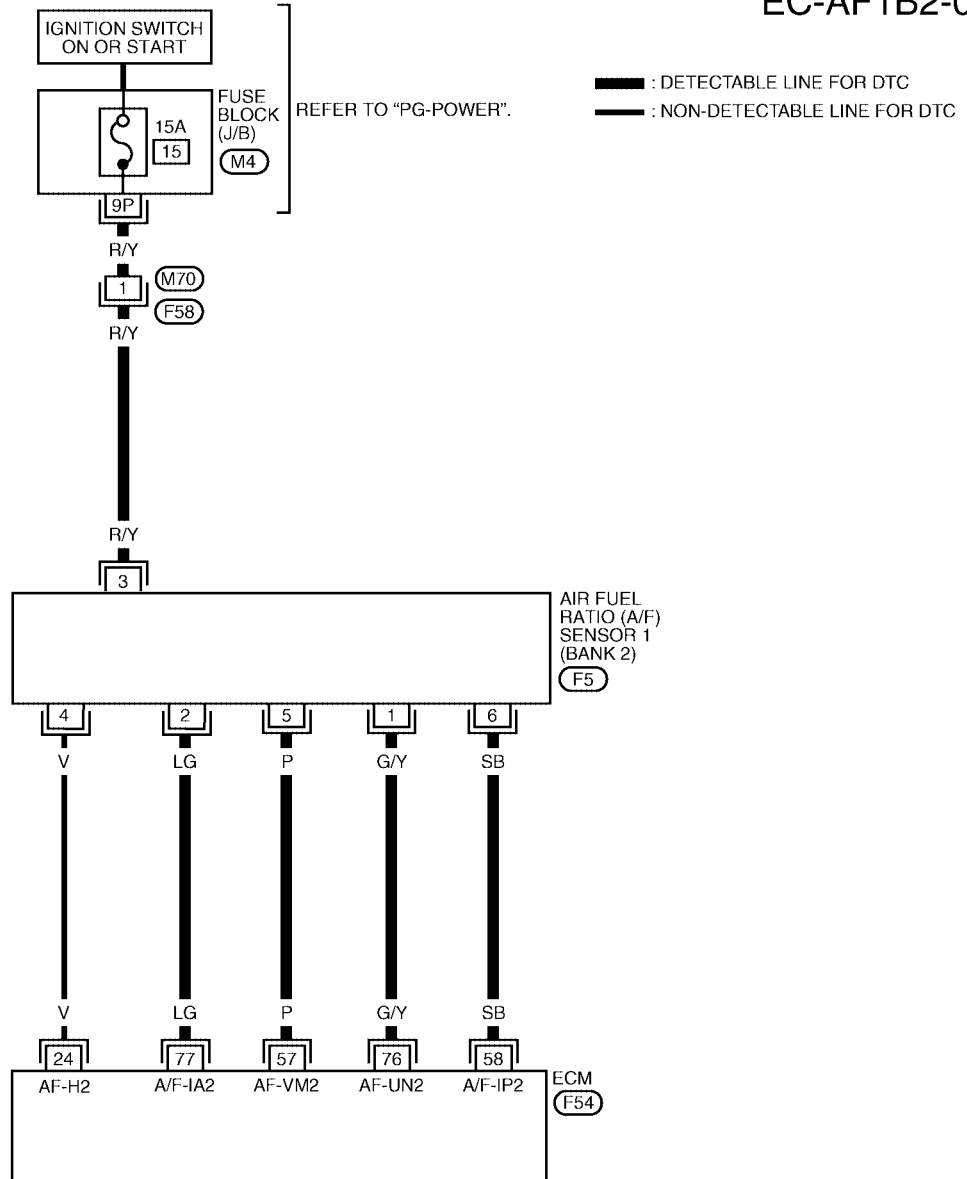 EC-AF1B2-0
IGNITION SWITCH
ON OR START
: DETECTABLE LINE FOR DTC
: NON-DETECTABLE LINE FOR DTC
FUSE
BLOCK
(J/B)
M4
REFER TO “PG-POWER”.
15A
15
9P
R/Y
1
M70
F58
R/Y
R/Y
3
AIR FUEL
RATIO (A/F)
SENSOR 1
(BANK 2)
F5
4 2 5 1 6
V LG P G/Y SB
V LG P G/Y SB
24 77 57 76 58
AF-H2 A/F-IA2 AF-VM2 AF-UN2 A/F-IP2
ECM
F54